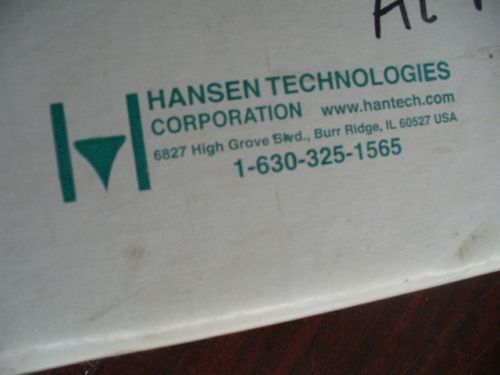 HANSEN TECHNOLOGIES
CORPORATION www.hantech.com
6827 High Grove Blvd., Burr Ridge, IL 60527 USA
1-630-325-1565